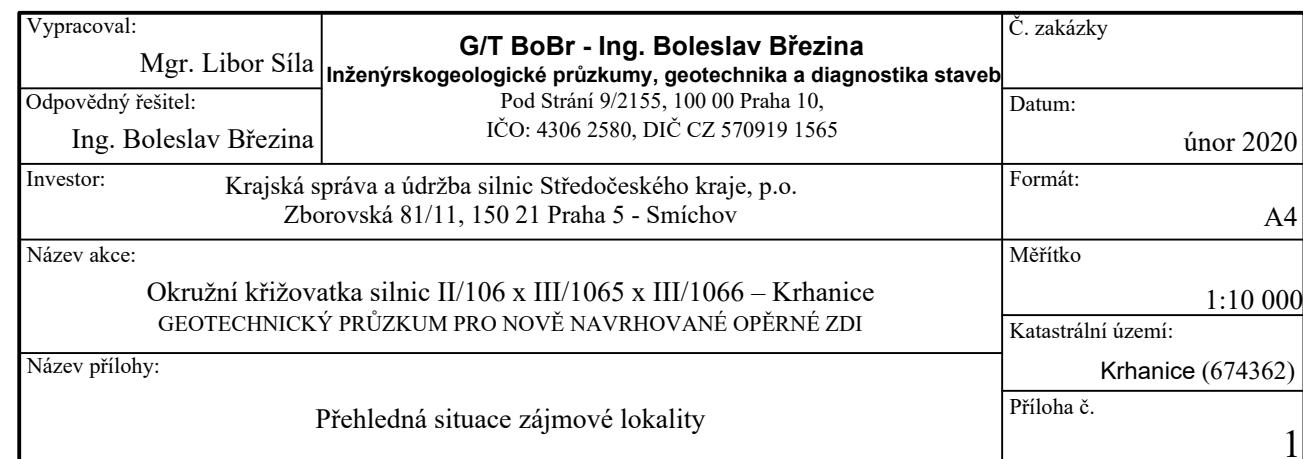 Vypracoval:
Mgr. Libor Síla
Odpovědný řešitel:
Ing. Boleslav Březina
G/T BoBr - Ing. Boleslav Březina
Inženýrskogeologické průzkumy, geotechnika a diagnostika staveb
Pod Strání 9/2155, 100 00 Praha 10,
IČO: 4306 2580, DIČ CZ 570919 1565
Č. zakázky
Datum:
únor 2020
Investor:
Krajská správa a údržba silnic Středočeského kraje, p.o.
Zborovská 81/11, 150 21 Praha 5 - Smíchov
Formát:
A4
Název akce:
Okružní křižovatka silnic II/106 x III/1065 x III/1066 – Krhanice
GEOTECHNICKÝ PRŮZKUM PRO NOVĚ NAVRHOVANÉ OPĚRNÉ ZDI
Měřítko
1:10 000
Katastrální území:
Krhanice (674362)
Název přílohy:
Přehledná situace zájmové lokality
Příloha č.
1